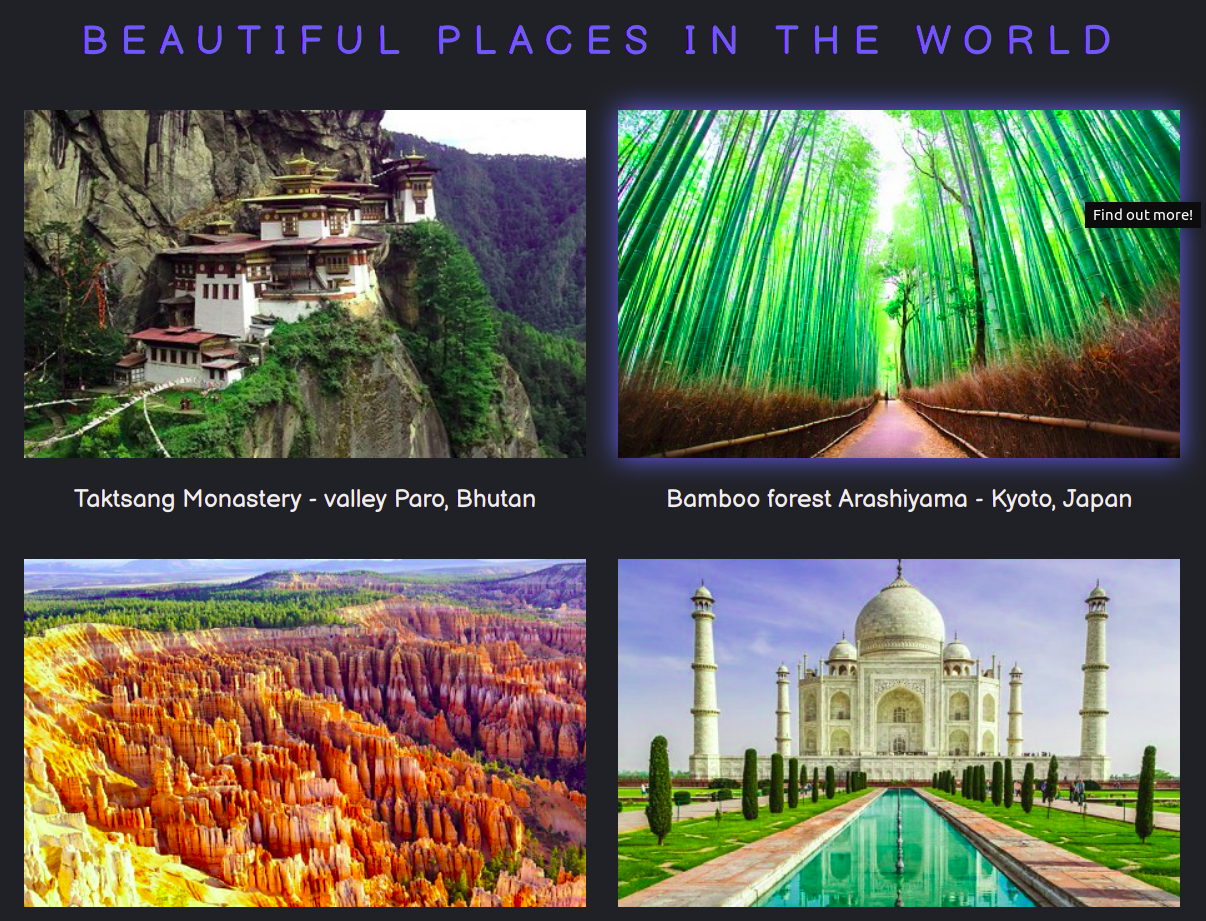 BEAUTIFUL PLACES IN THE WORLD
Find out more!
Taktsang Monastery - valley Paro, Bhutan
Bamboo forest Arashiyama - Kyoto, Japan